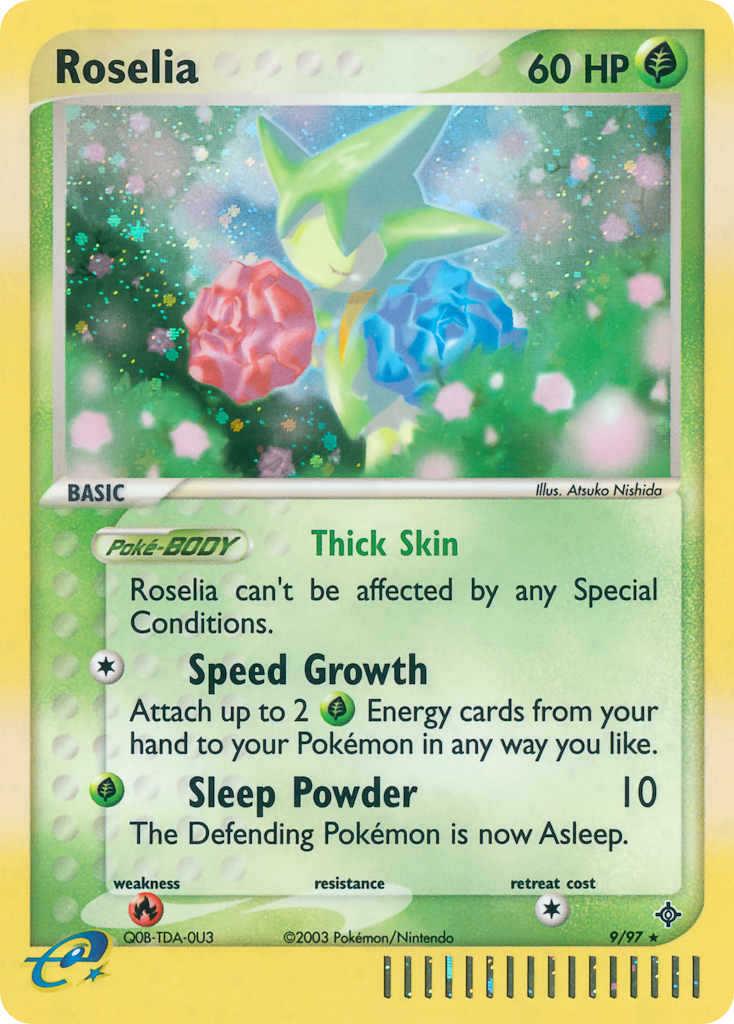 Roselia 60 HP
BASIC Illus. Atsuko Nishida
Poké-BODY Thick Skin
Roselia can't be affected by any Special
Conditions.
Speed Growth
Attach up to 2 Energy cards from your
hand to your Pokémon in any way you like.
Sleep Powder 10
The Defending Pokémon is now Asleep.
weakness resistance retreat cost
Q0B-TDA-0U3 ©2003 Pokémon/Nintendo 9/97
e